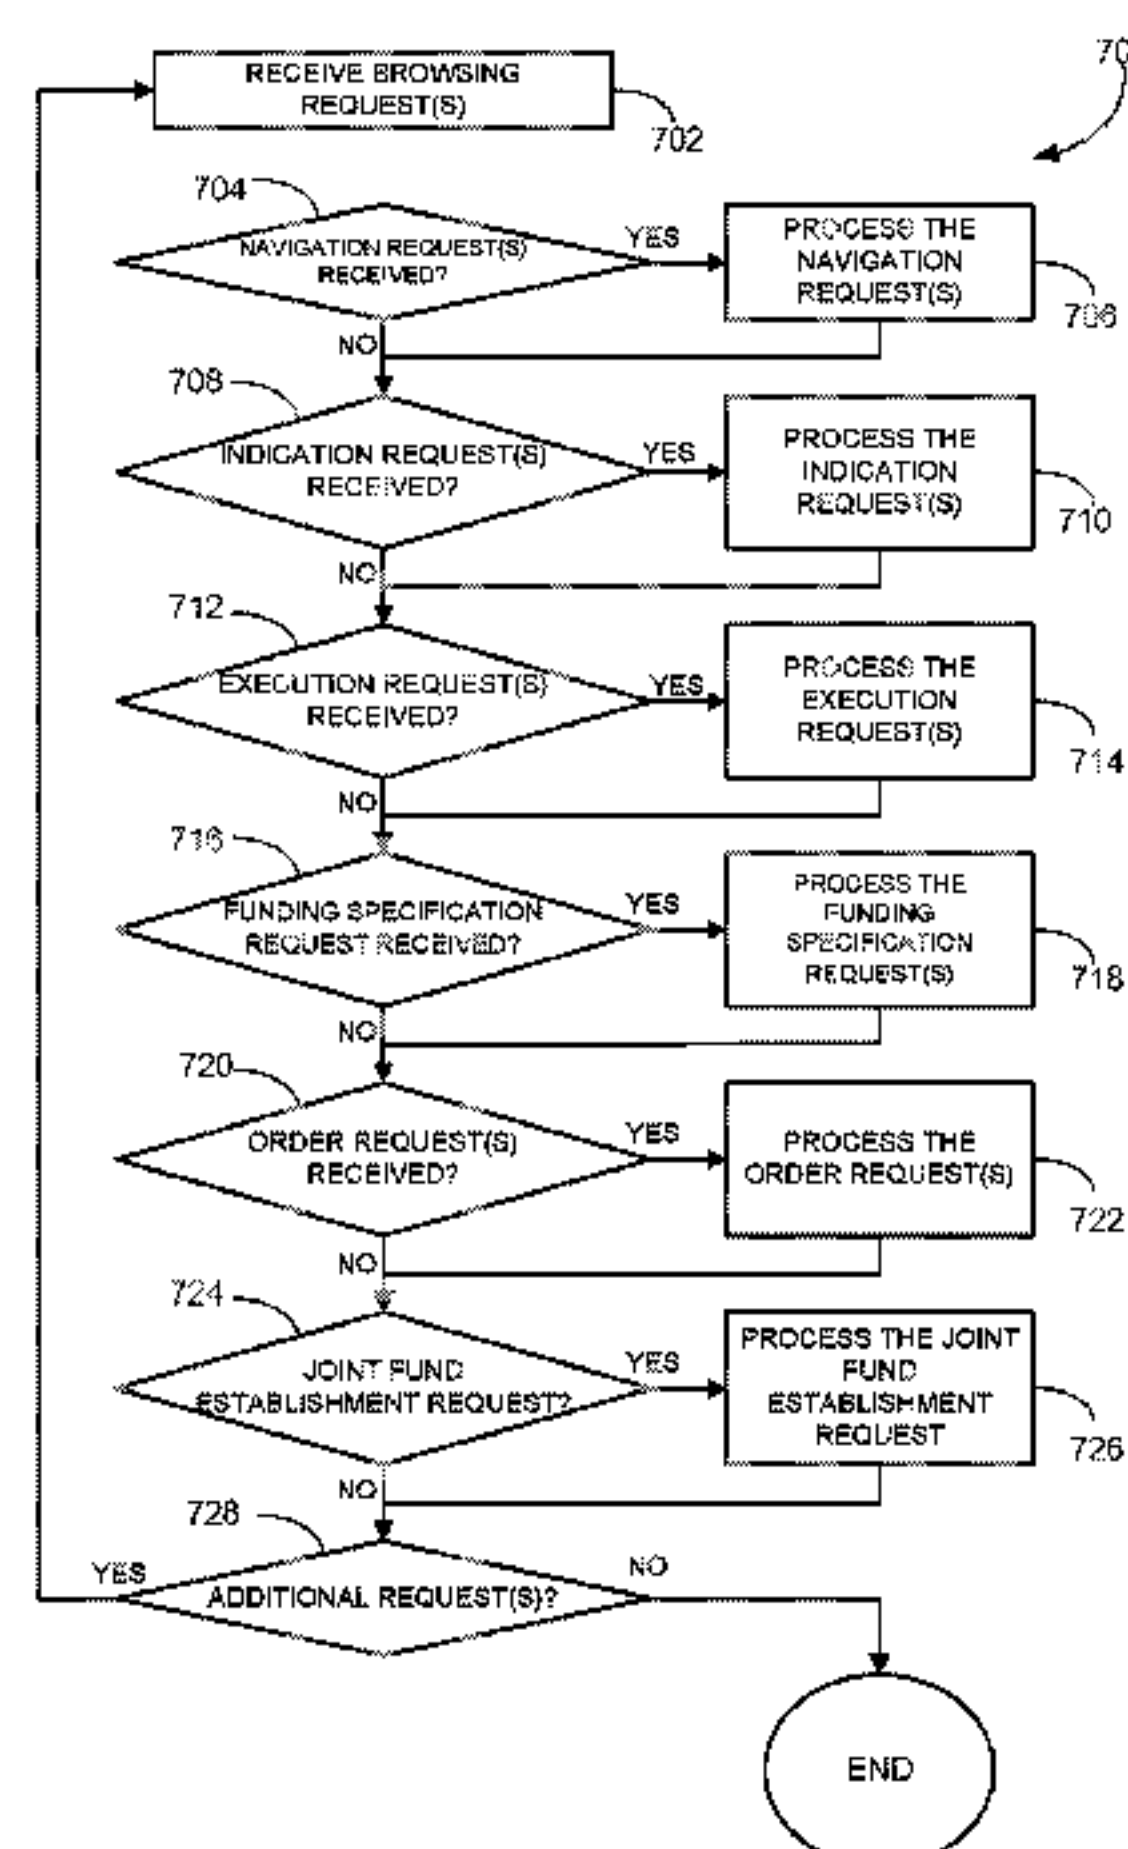 70
RECEIVE BROWSING
REQUEST(S)
702
704
NAVIGATION REQUEST(S)
RECEIVED?
YES
PROCESS THE
NAVIGATION
REQUEST(S)
706
NO
708
INDICATION REQUEST(S)
RECEIVED?
YES
PROCESS THE
INDICATION
REQUEST(S)
710
NO
712
EXECUTION REQUEST(S)
RECEIVED?
YES
PROCESS THE
EXECUTION
REQUEST(S)
714
NO
716
FUNDING SPECIFICATION
REQUEST RECEIVED?
YES
PROCESS THE
FUNDING
SPECIFICATION
REQUEST(S)
718
NO
720
ORDER REQUEST(S)
RECEIVED?
YES
PROCESS THE
ORDER REQUEST(S)
722
NO
724
JOINT FUND
ESTABLISHMENT REQUEST?
YES
PROCESS THE JOINT
FUND
ESTABLISHMENT
REQUEST
726
NO
728
YES
ADDITIONAL REQUEST(S)?
NO
END